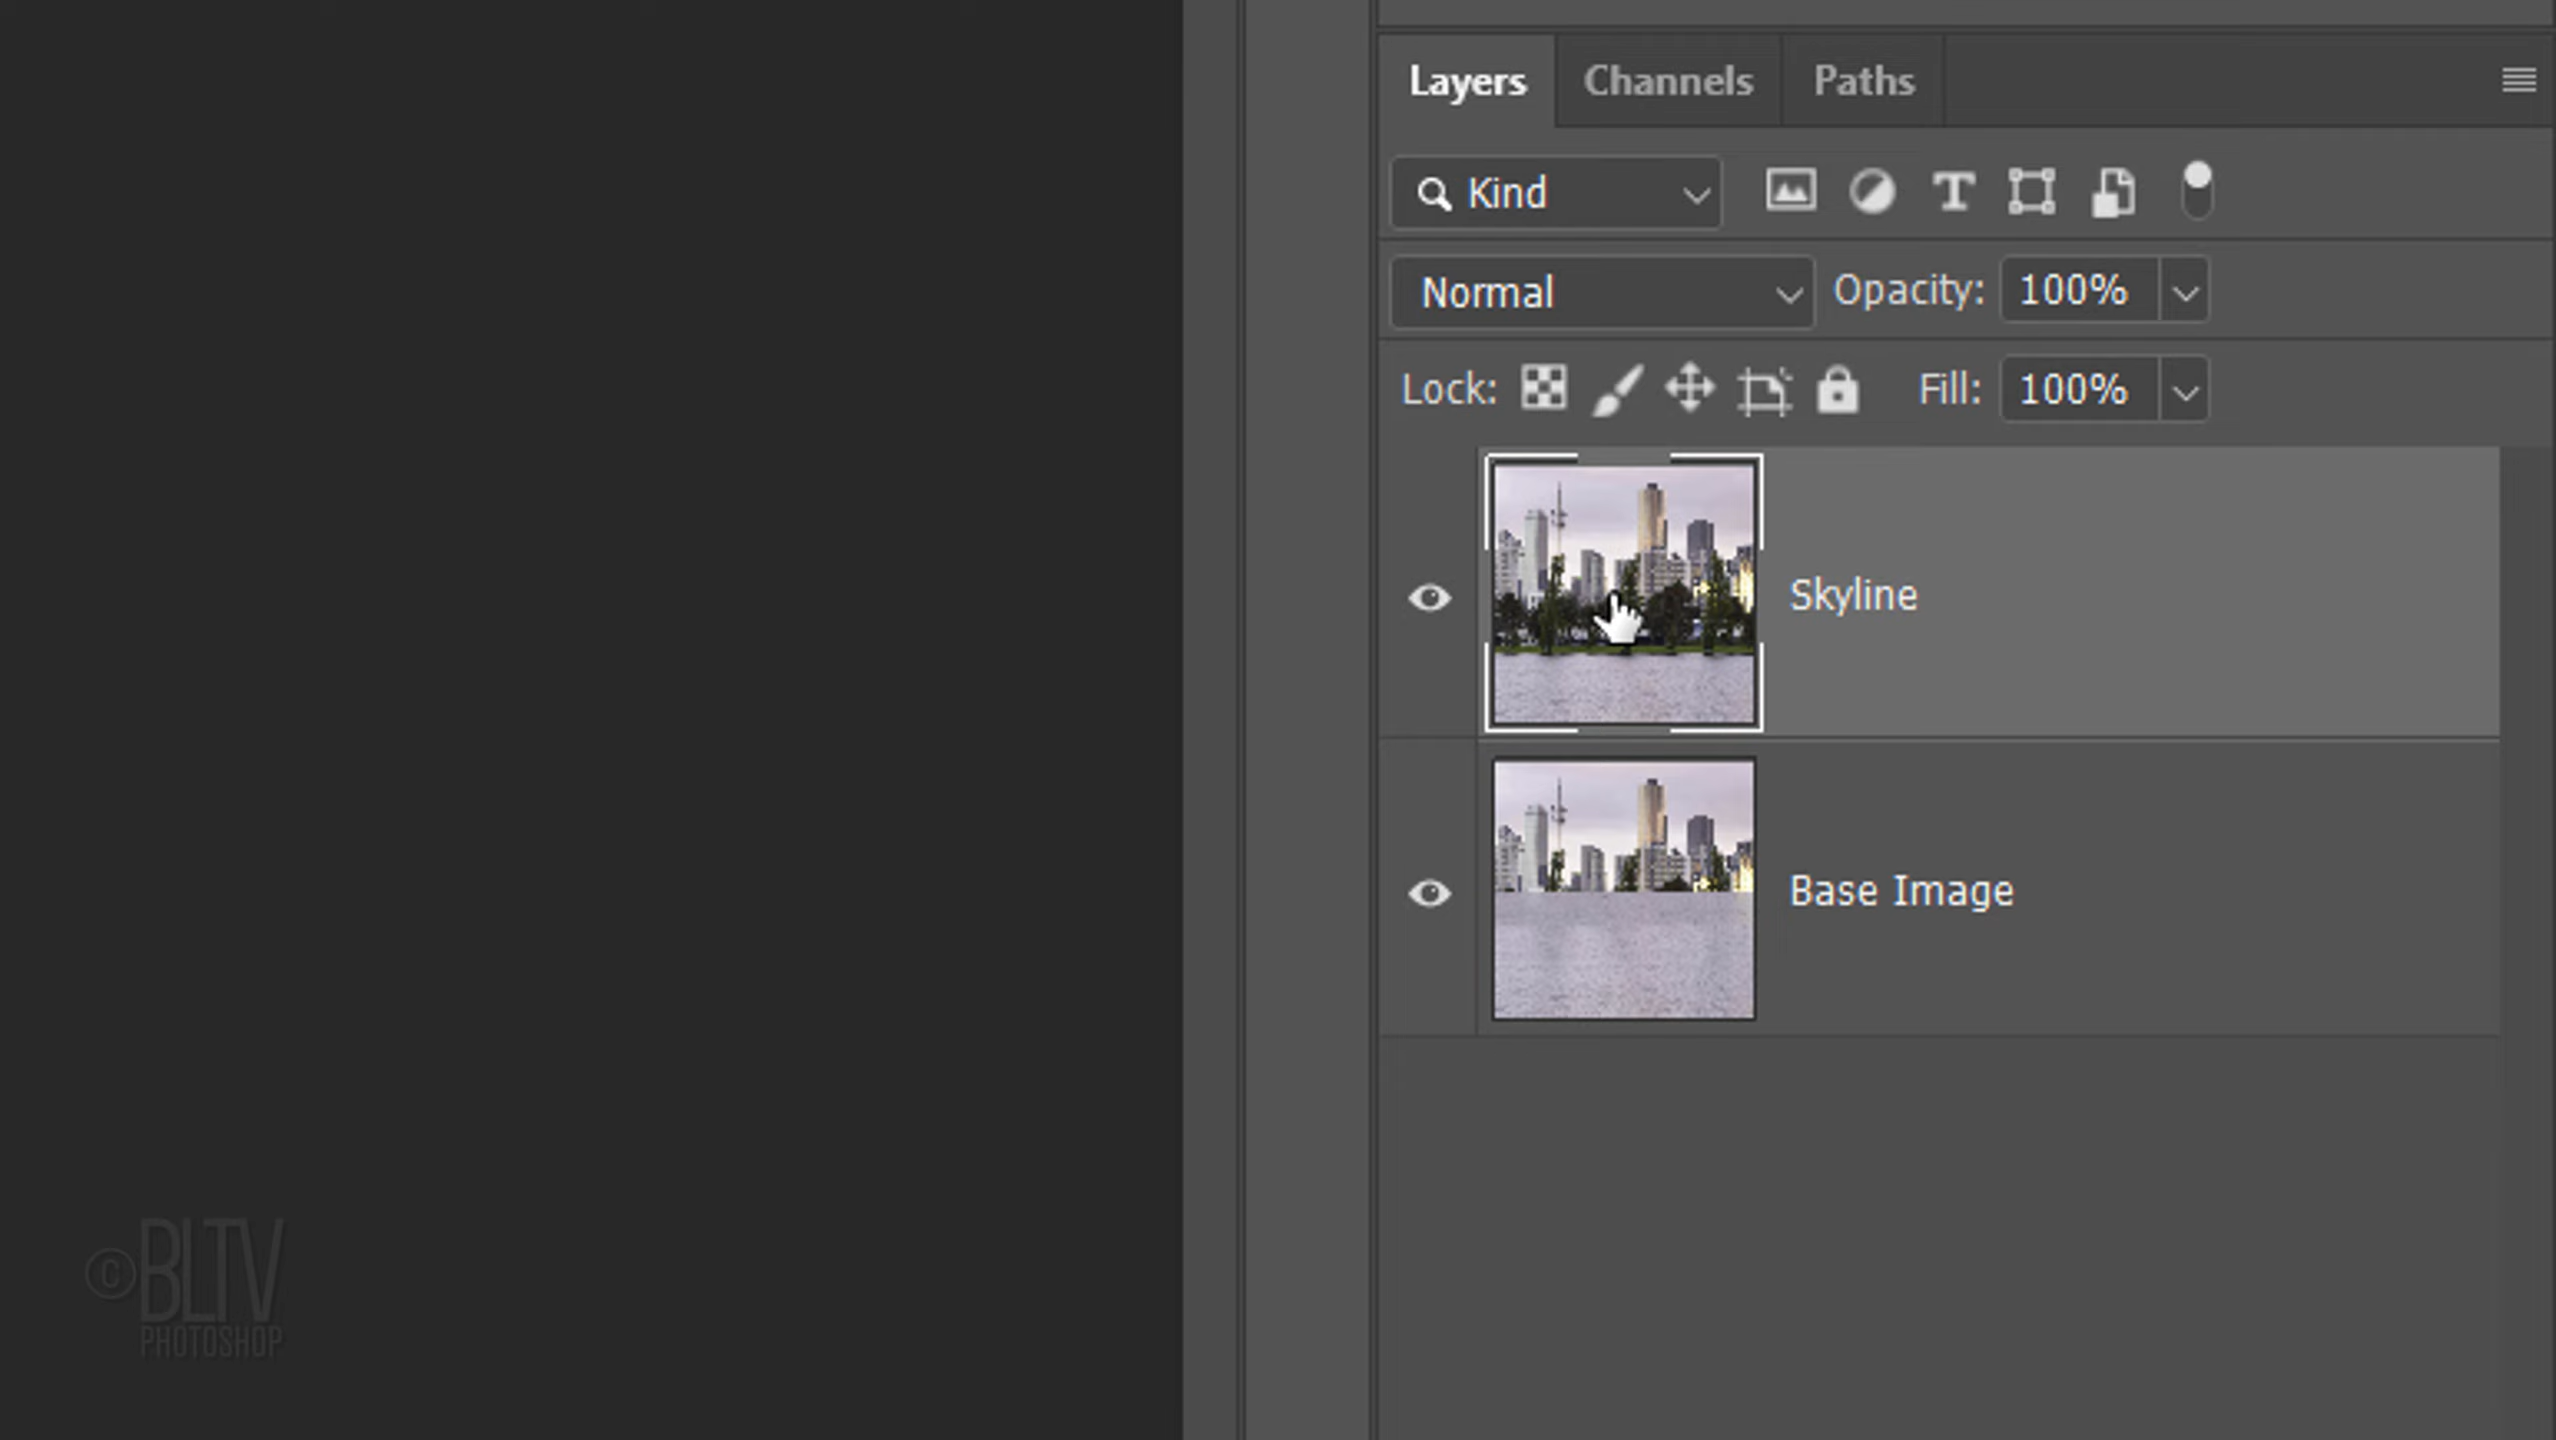 Layers Channels Paths
Kind
Normal Opacity: 100%
Lock: Fill: 100%
Skyline
Base Image
©BLTV
PHOTOSHOP